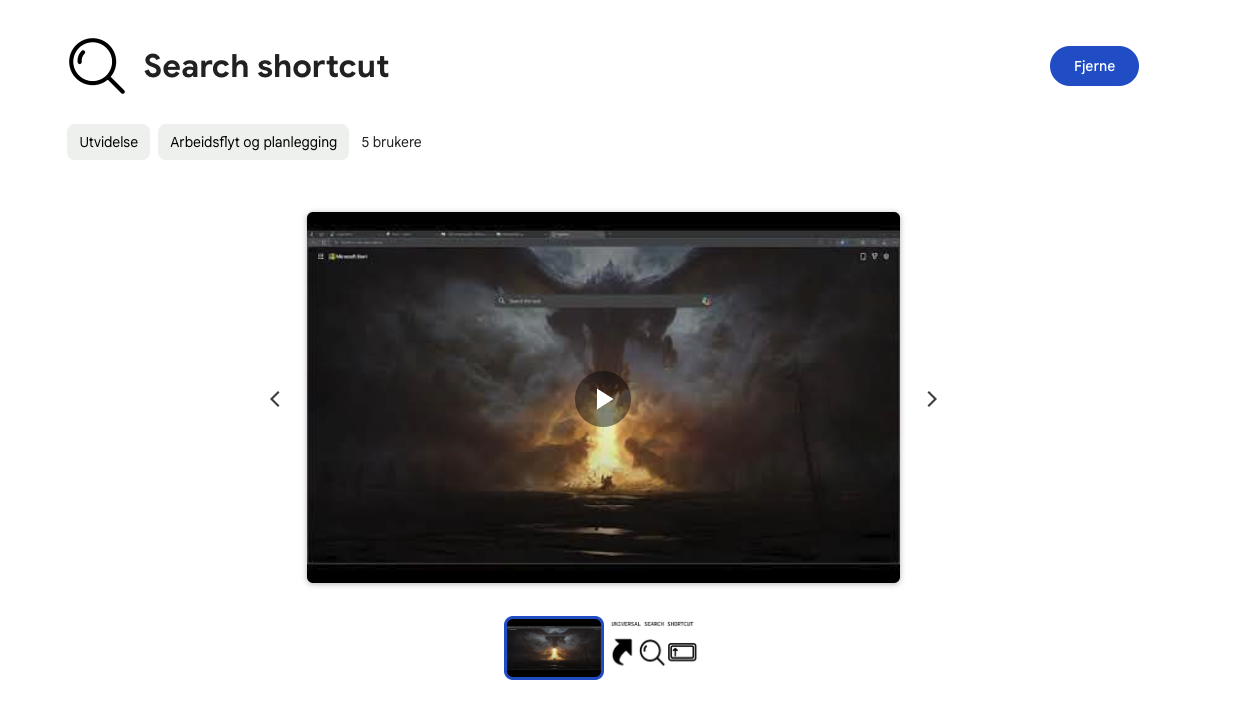 Search shortcut
Fjerne
Utvidelse
Arbeidsflyt og planlegging
5 brukere
Microsoft Start
Search the web
UNIVERSAL SEARCH SHORTCUT